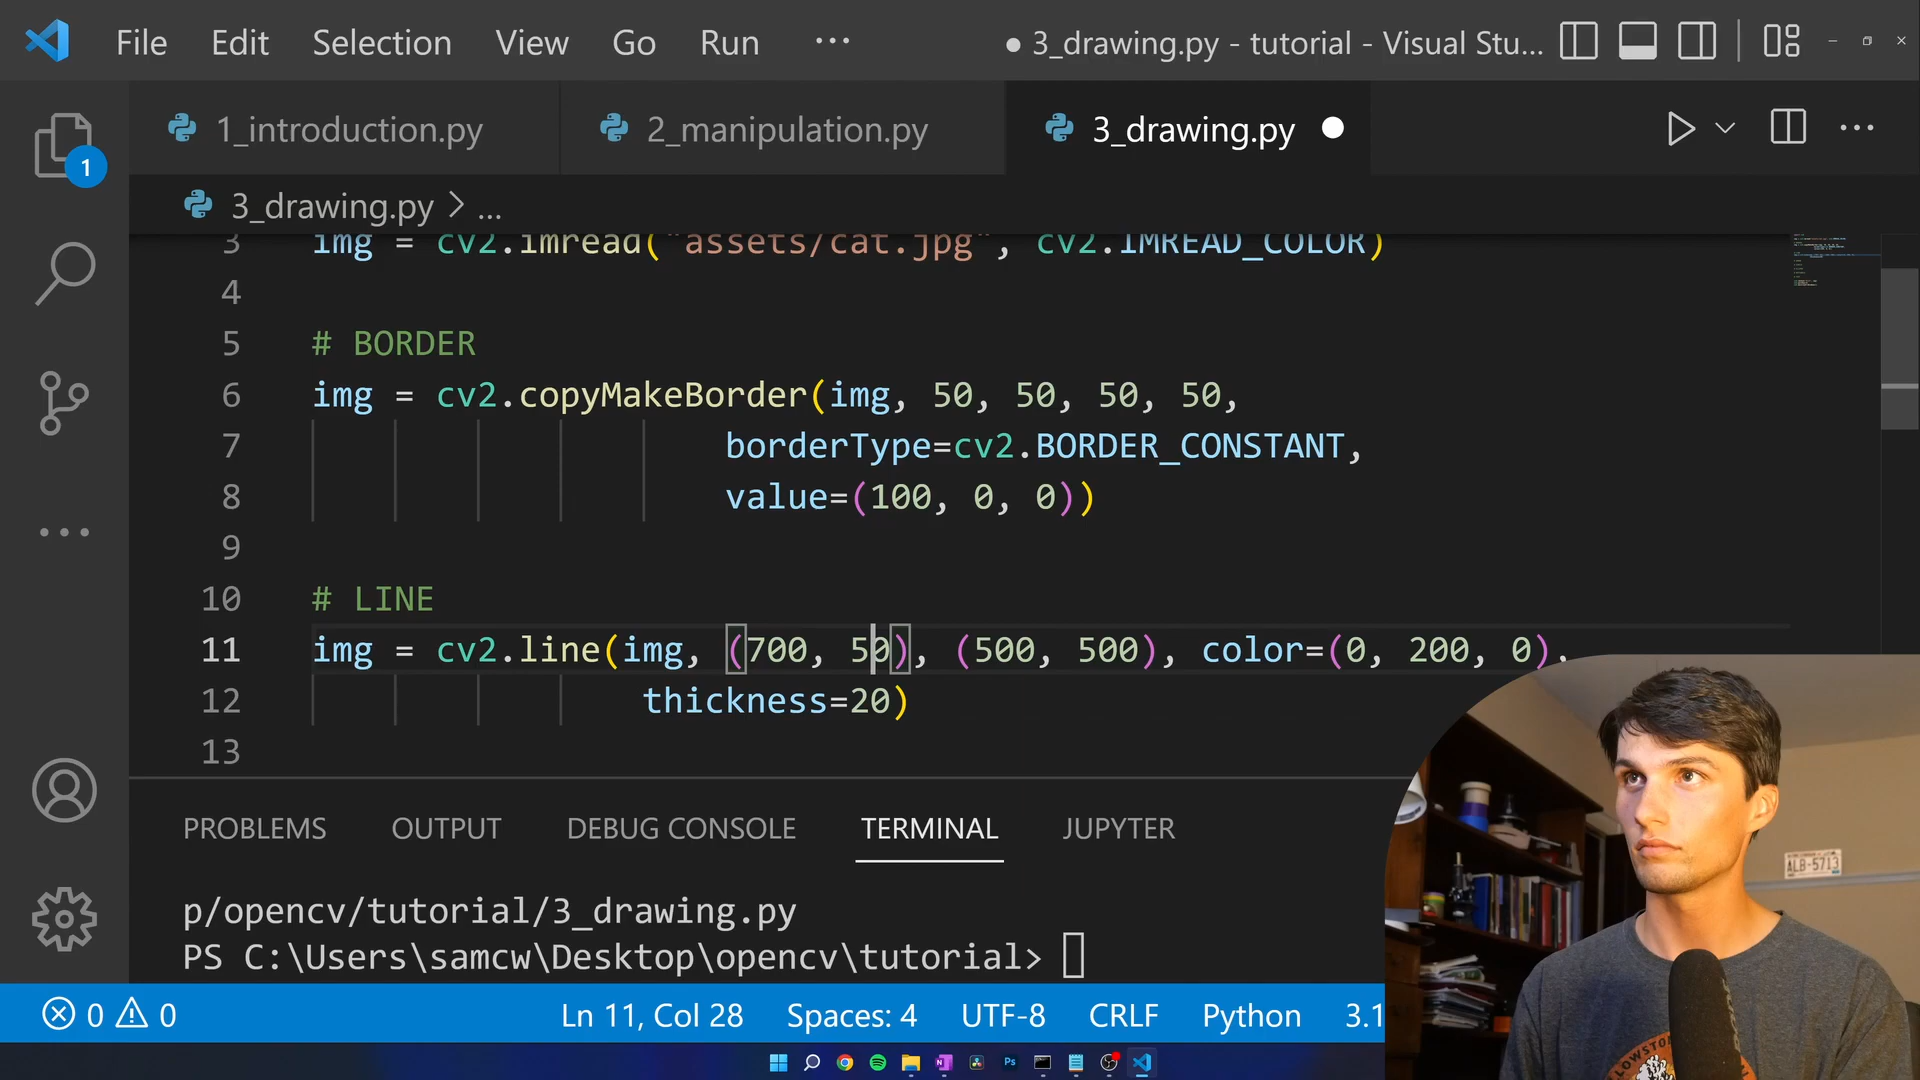 File Edit Selection View Go Run ··· ● 3_drawing.py - tutorial - Visual Stu...
1_introduction.py 2_manipulation.py 3_drawing.py
1
3_drawing.py > ...
3 img = cv2.imread("assets/cat.jpg", cv2.IMREAD_COLOR)
4
5 # BORDER
6 img = cv2.copyMakeBorder(img, 50, 50, 50, 50,
7 borderType=cv2.BORDER_CONSTANT,
8 value=(100, 0, 0))
9
10 # LINE
11 img = cv2.line(img, (700, 50), (500, 500), color=(0, 200, 0),
12 thickness=20)
13
PROBLEMS OUTPUT DEBUG CONSOLE TERMINAL JUPYTER
p/opencv/tutorial/3_drawing.py
PS C:\Users\samcw\Desktop\opencv\tutorial>
ALB-5713
0 0 Ln 11, Col 28 Spaces: 4 UTF-8 CRLF Python 3.1
Ps